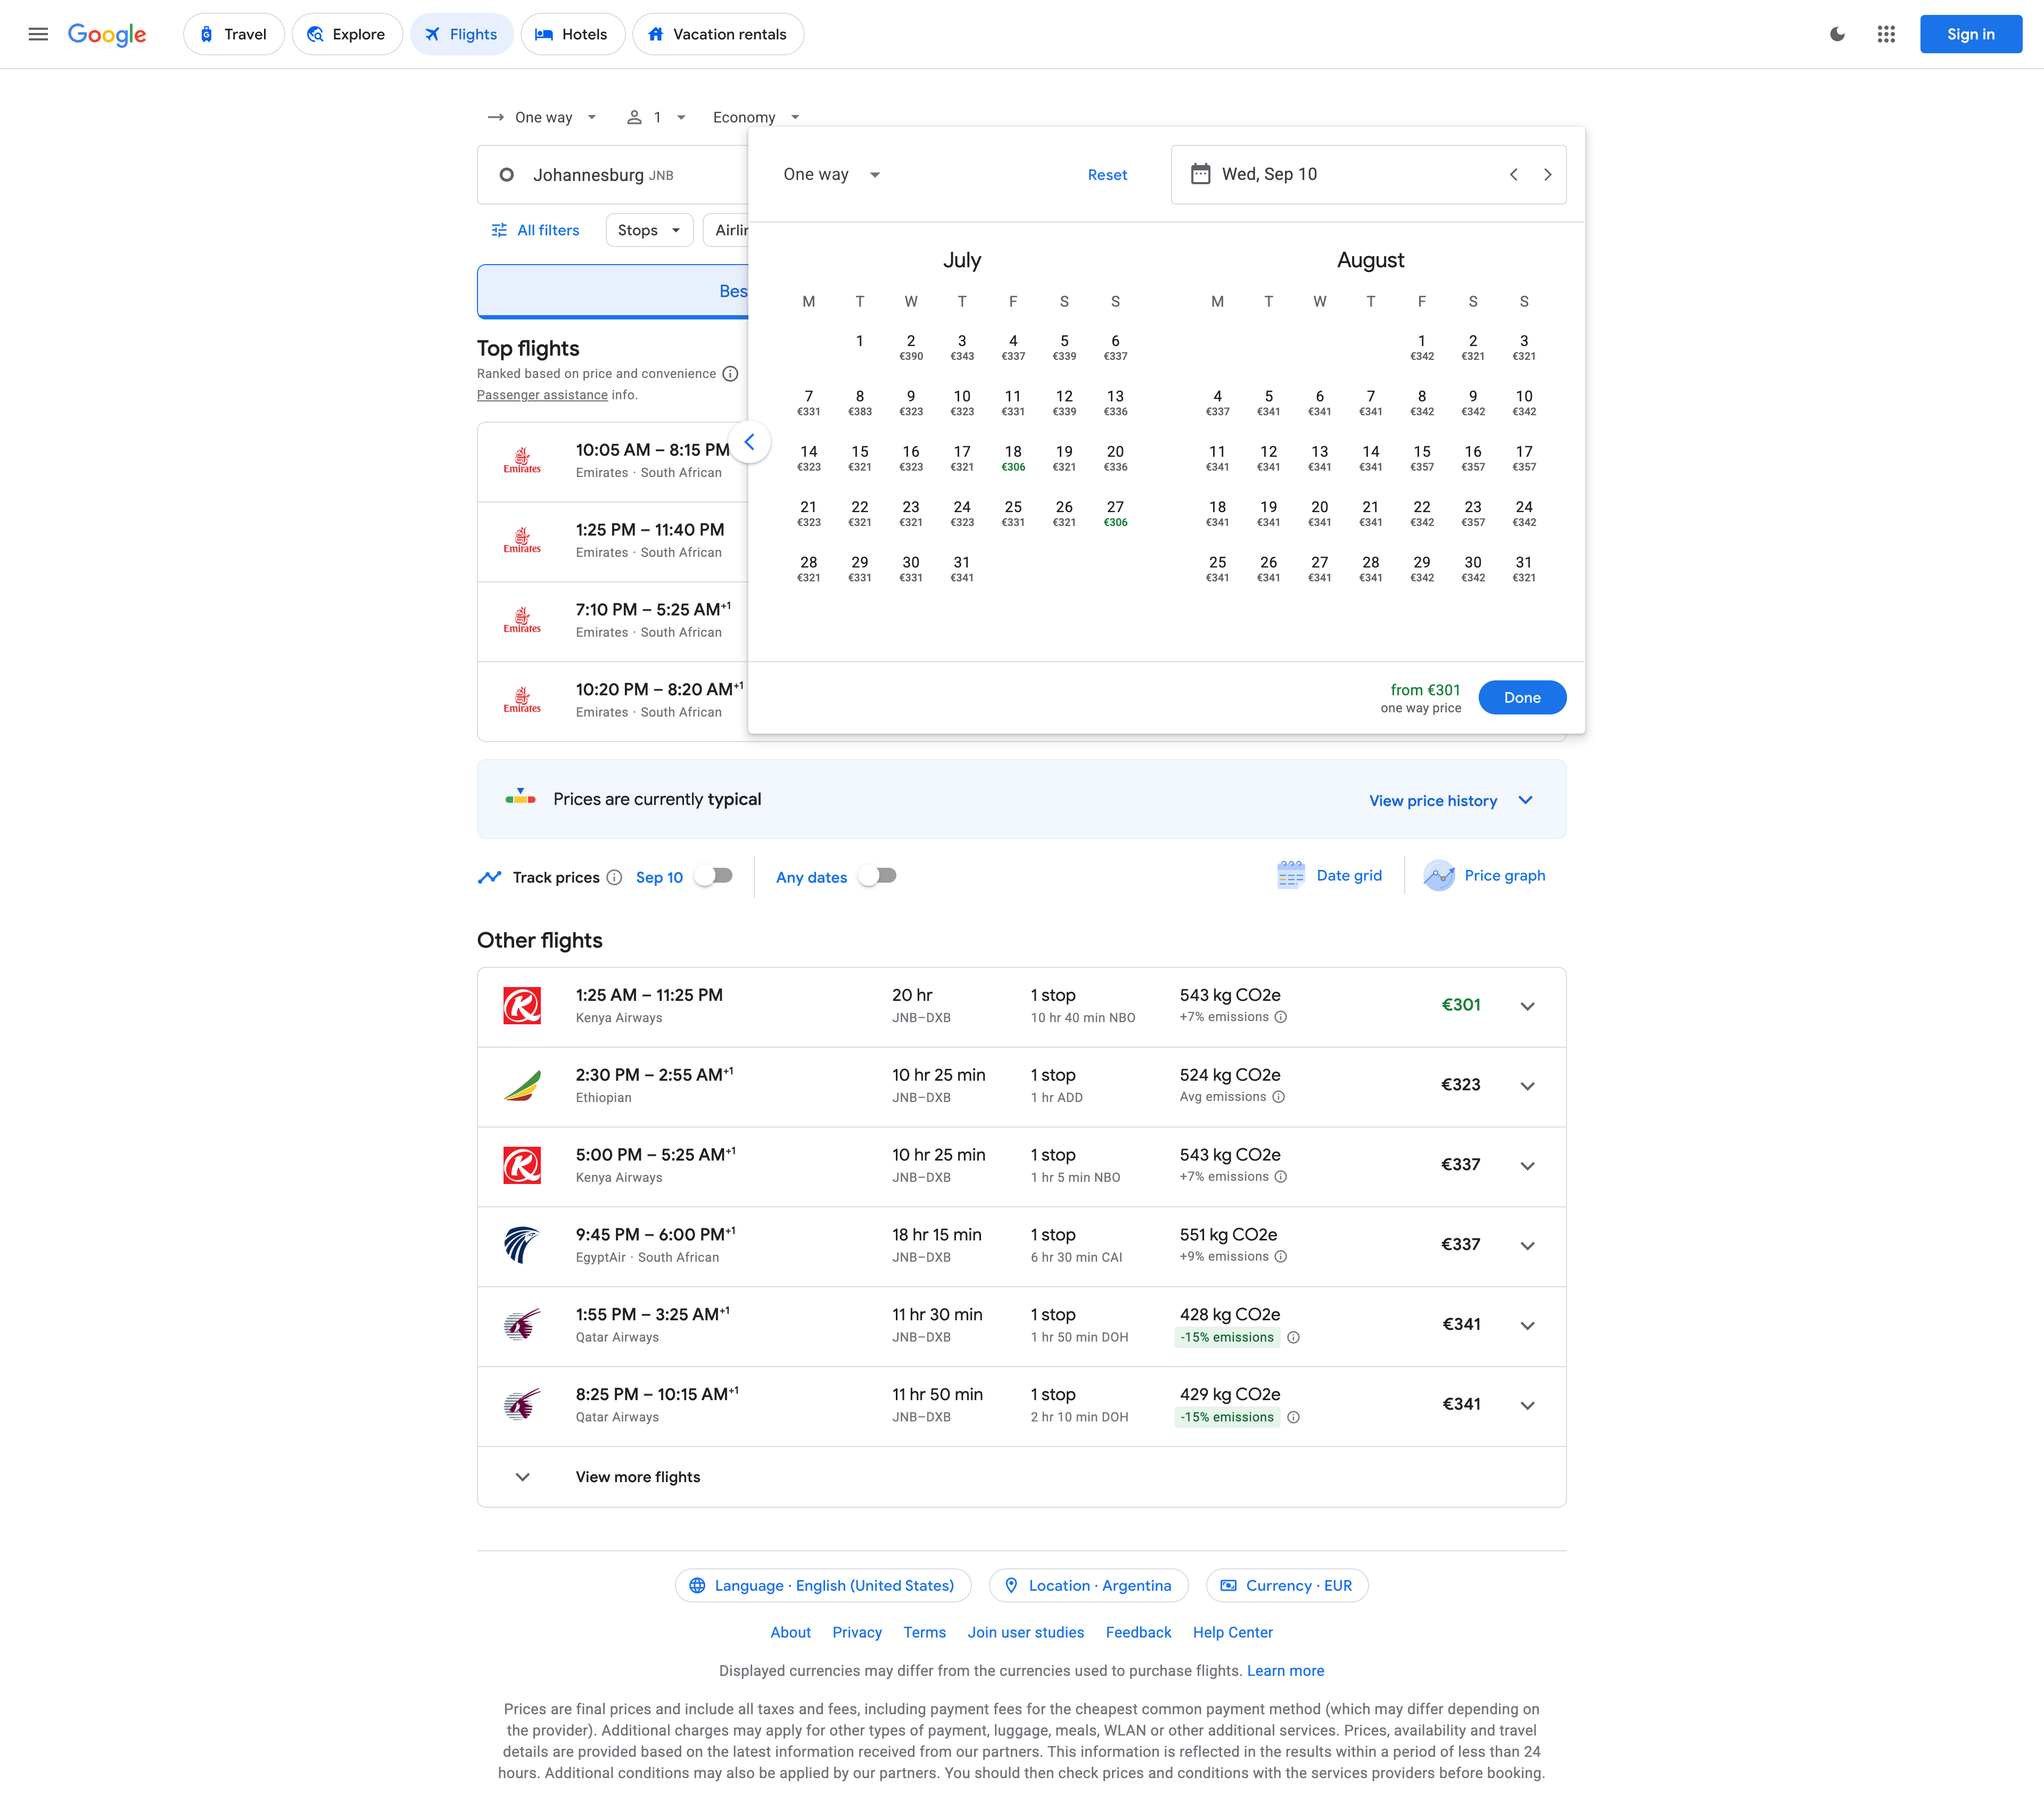 Google
Travel
Explore
Flights
Hotels
Vacation rentals
Sign in
One way
1
Economy
Johannesburg JNB
One way
Reset
Wed, Sep 10
All filters
Stops
Airlin
Bes
July
August
M T W T F S S
M T W T F S S
1 2 3 4 5 6
€390 €343 €337 €339 €337
7 8 9 10 11 12 13
€331 €383 €323 €323 €331 €339 €336
14 15 16 17 18 19 20
€323 €321 €323 €321 €306 €321 €336
21 22 23 24 25 26 27
€323 €321 €321 €323 €331 €321 €306
28 29 30 31
€321 €331 €331 €341
1 2 3
€342 €321 €321
4 5 6 7 8 9 10
€337 €341 €341 €341 €342 €342 €342
11 12 13 14 15 16 17
€341 €341 €341 €341 €357 €357 €357
18 19 20 21 22 23 24
€341 €341 €341 €341 €342 €357 €342
25 26 27 28 29 30 31
€341 €341 €341 €341 €342 €342 €321
from €301
one way price
Done
Top flights
Ranked based on price and convenience
Passenger assistance info.
Emirates
10:05 AM – 8:15 PM
Emirates · South African
Emirates
1:25 PM – 11:40 PM
Emirates · South African
Emirates
7:10 PM – 5:25 AM+1
Emirates · South African
Emirates
10:20 PM – 8:20 AM+1
Emirates · South African
Prices are currently typical
View price history
Track prices
Sep 10
Any dates
Date grid
Price graph
Other flights
1:25 AM – 11:25 PM 20 hr 1 stop 543 kg CO2e €301
Kenya Airways JNB–DXB 10 hr 40 min NBO +7% emissions
2:30 PM – 2:55 AM+1 10 hr 25 min 1 stop 524 kg CO2e €323
Ethiopian JNB–DXB 1 hr ADD Avg emissions
5:00 PM – 5:25 AM+1 10 hr 25 min 1 stop 543 kg CO2e €337
Kenya Airways JNB–DXB 1 hr 5 min NBO +7% emissions
9:45 PM – 6:00 PM+1 18 hr 15 min 1 stop 551 kg CO2e €337
EgyptAir · South African JNB–DXB 6 hr 30 min CAI +9% emissions
1:55 PM – 3:25 AM+1 11 hr 30 min 1 stop 428 kg CO2e €341
Qatar Airways JNB–DXB 1 hr 50 min DOH -15% emissions
8:25 PM – 10:15 AM+1 11 hr 50 min 1 stop 429 kg CO2e €341
Qatar Airways JNB–DXB 2 hr 10 min DOH -15% emissions
View more flights
Language · English (United States)
Location · Argentina
Currency · EUR
About
Privacy
Terms
Join user studies
Feedback
Help Center
Displayed currencies may differ from the currencies used to purchase flights. Learn more
Prices are final prices and include all taxes and fees, including payment fees for the cheapest common payment method (which may differ depending on
the provider). Additional charges may apply for other types of payment, luggage, meals, WLAN or other additional services. Prices, availability and travel
details are provided based on the latest information received from our partners. This information is reflected in the results within a period of less than 24
hours. Additional conditions may also be applied by our partners. You should then check prices and conditions with the services providers before booking.